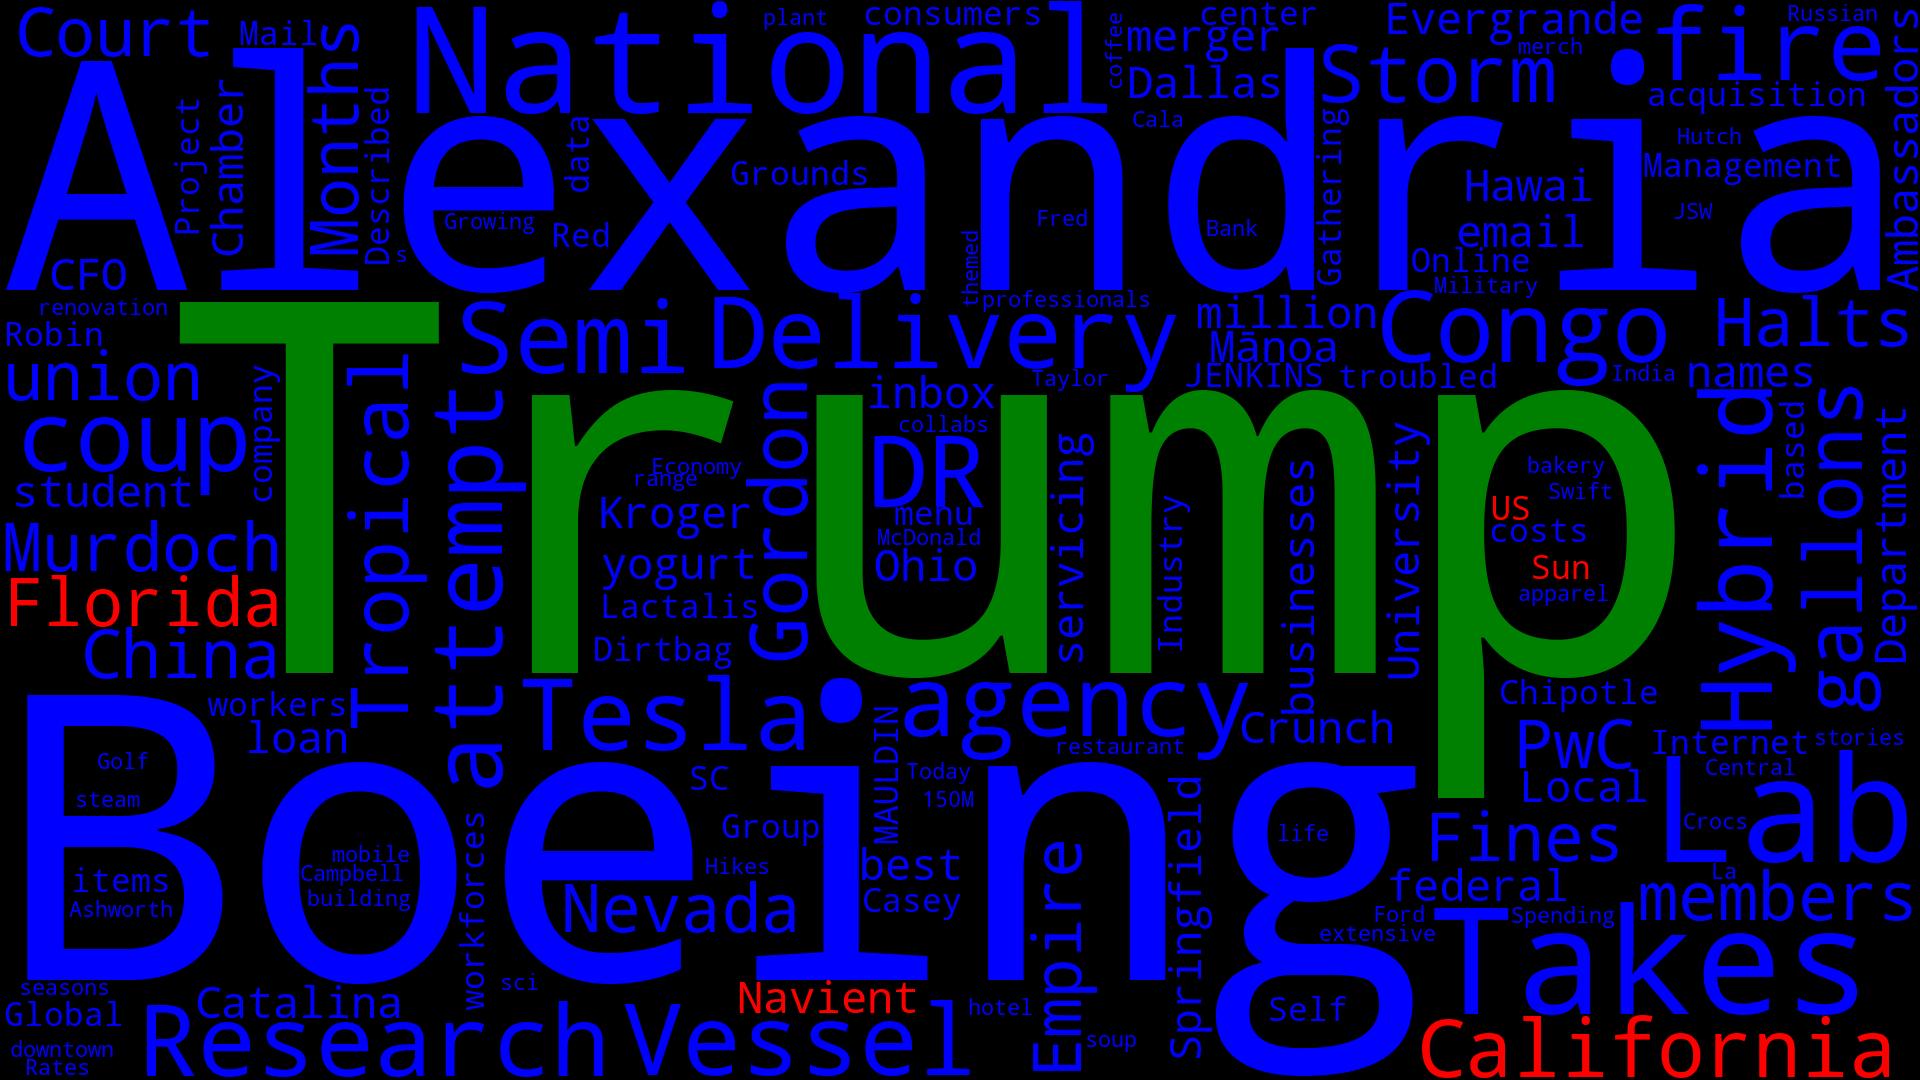 Court
Mail
National
plant
consumers
coffee
merger
center
Dallas
Storm
Evergrande
merch
fire
Russian
acquisition
Ambassadors
Alexandria
Project
Chamber
Months
Described
s
data
Growing
Red
Grounds
Fred
Cala
Bank
Gathering
Hawai
email
Online
Military
Hutch
Management
JSW
CFO
renovation
Robin
themed
professionals
Semi
Delivery
million
Mānoa
Congo
Halts
union
company
Tropical
attempts
Gordon
inbox
Taylor
JENKINS
troubled
India
names
coup
student
Trump
collabs
DR
menu
McDonald
Ohio
Economy
range
Kroger
yogurt
Lactalis
Dirtbag
servicing
Industry
businesses
University
bakery
Swift
US
costs
Sun
apparel
Hybrid
based
gallons
Department
Murdoch
Florida
China
workers
loan
Tesla
agency
MAULDIN
restaurant
Crunch
Chipotle
PwC
Internet
stories
Local
Central
Boeing
Golf
steam
items
Ashworth
mobile
Campbell
building
workforces
SC
Group
Hikes
Nevada
Today
150M
best
Casey
Empire
Springfield
life
Self
Fines
Lab
Crocs
La
federal
members
Ford
Spending
extensive
Takes
seasons
Global
downtown
Rates
Catalina
Research
sci
Vessel
Navient
hotel
soup
California